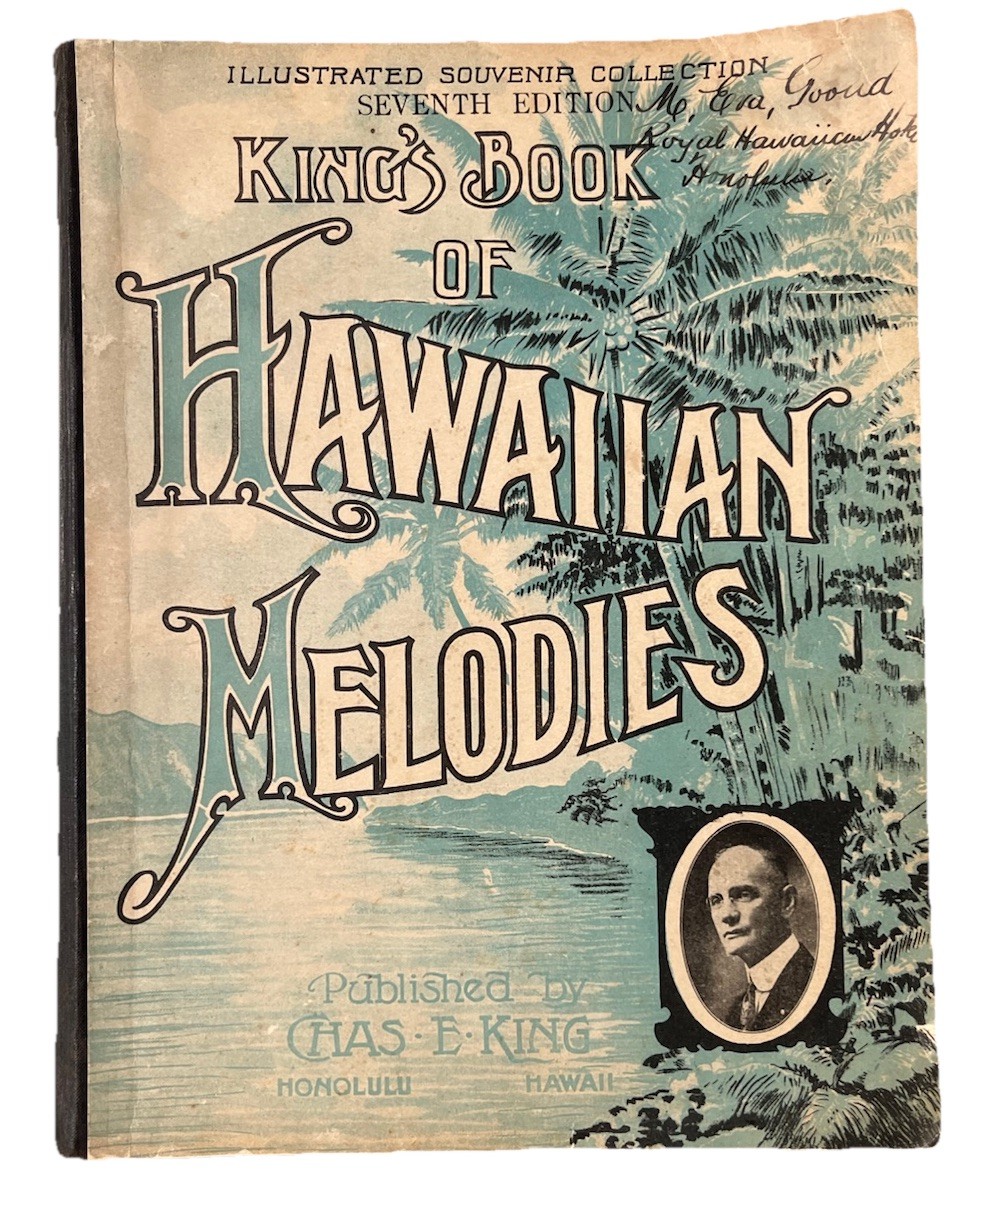 ILLUSTRATED SOUVENIR COLLECTION
SEVENTH EDITION
KING'S BOOK
OF
HAWAIIAN
MELODIES
Royal Hawaiian
Honolulu.
Published by
CHAS·E·KING
HONOLULU HAWAII